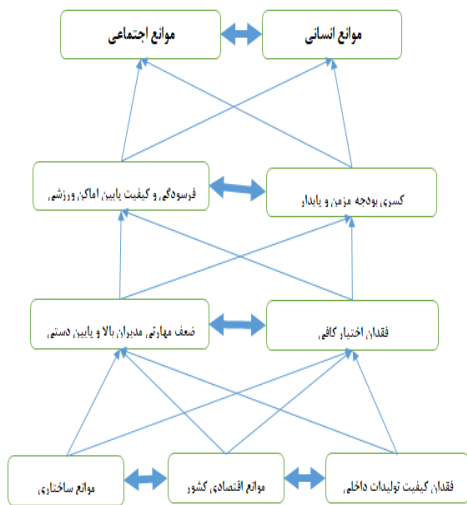 موانع انسانی
موانع اجتماعی
کسری بودجه مزمن و پایدار
فرسودگی و کیفیت پایین اماکن ورزشی
فقدان اختیار کافی
ضعف مهارتی مدیران بالا و پایین دستی
فقدان کیفیت تولیدات داخلی
موانع اقتصادی کشور
موانع ساختاری